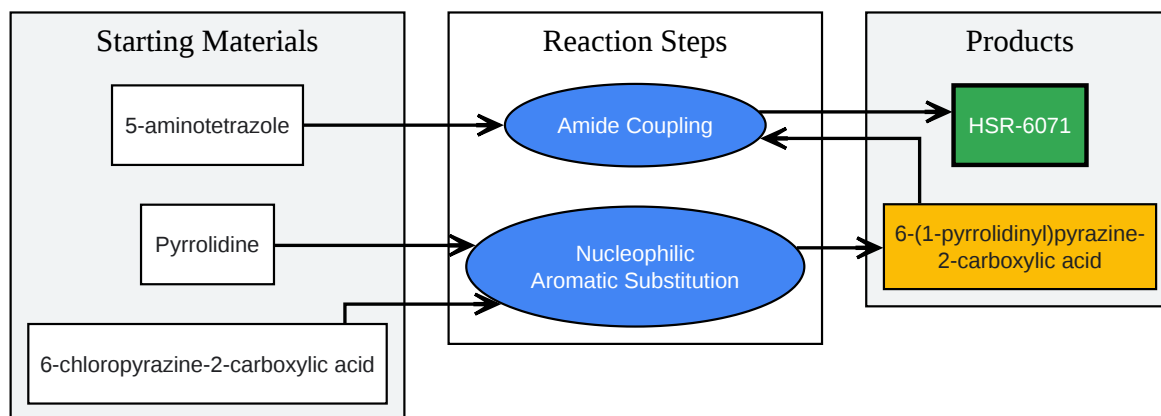 Starting Materials
5-aminotetrazole
Pyrrolidine
6-chloropyrazine-2-carboxylic acid
Reaction Steps
Amide Coupling
Nucleophilic
Aromatic Substitution
Products
HSR-6071
6-(1-pyrrolidinyl)pyrazine-
2-carboxylic acid